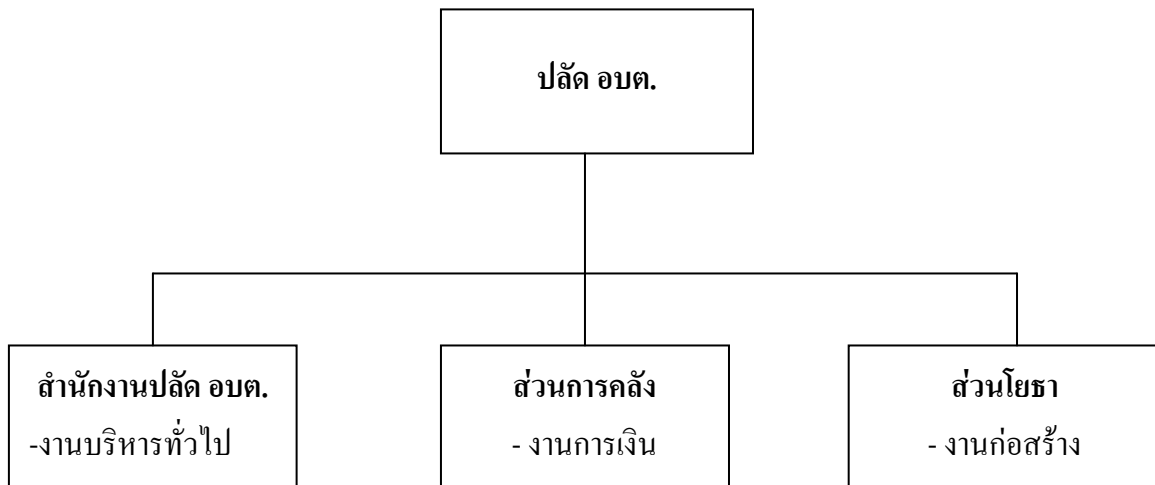 ปลัด อบต.
สำนักงานปลัด อบต.
-งานบริหารทั่วไป
ส่วนการคลัง
- งานการเงิน
ส่วนโยธา
- งานก่อสร้าง